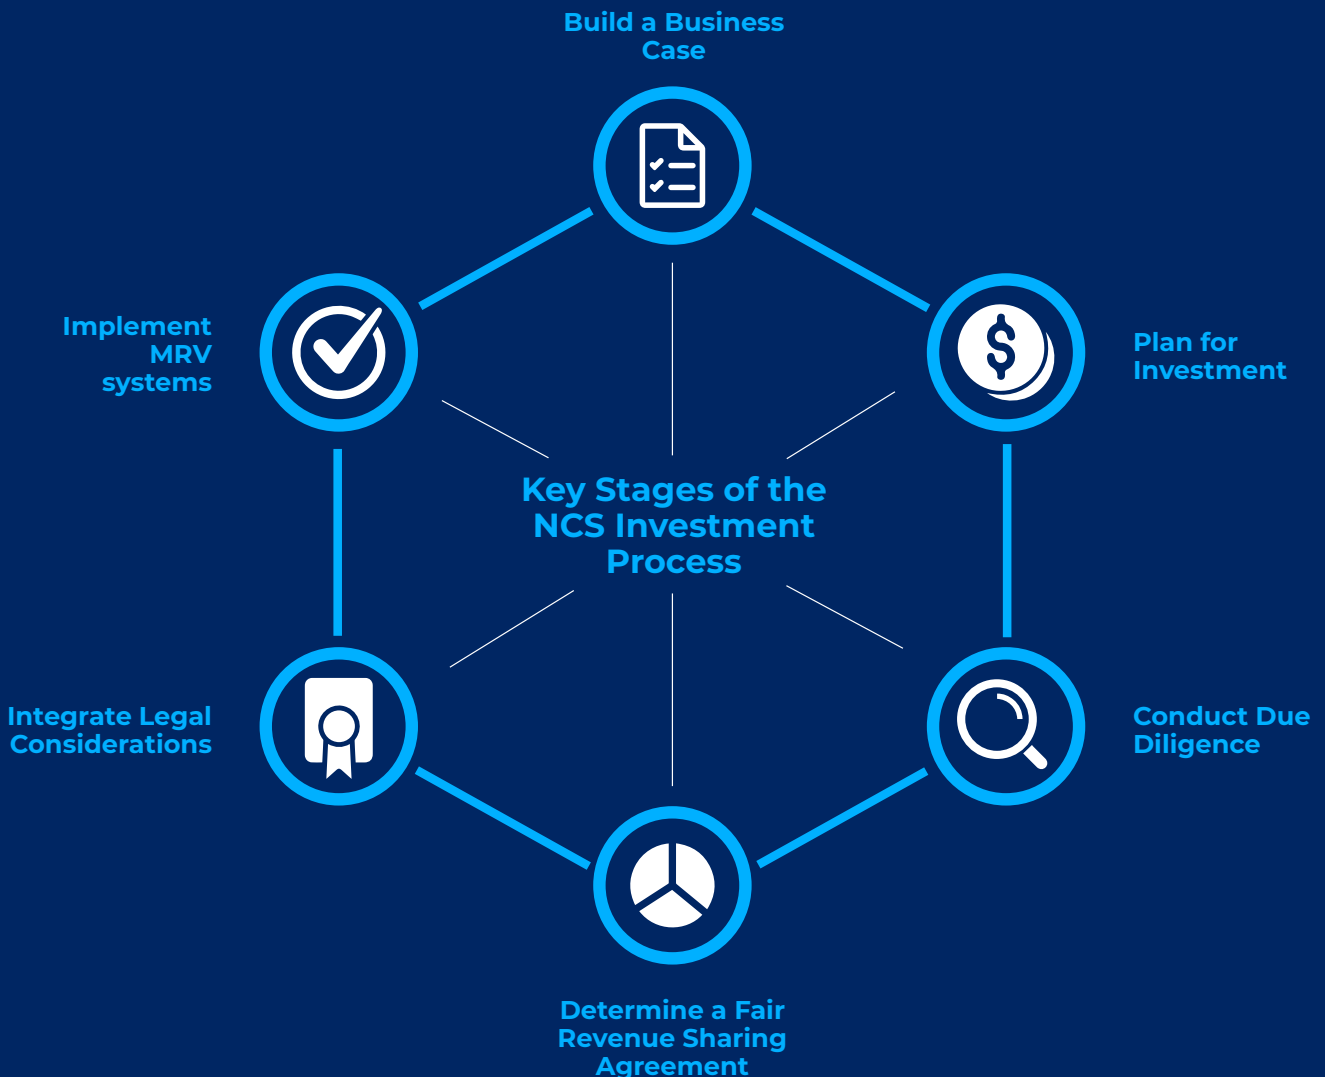 Build a Business
Case
Plan for
Investment
Conduct Due
Diligence
Determine a Fair
Revenue Sharing
Agreement
Integrate Legal
Considerations
Implement
MRV
systems
Key Stages of the
NCS Investment
Process